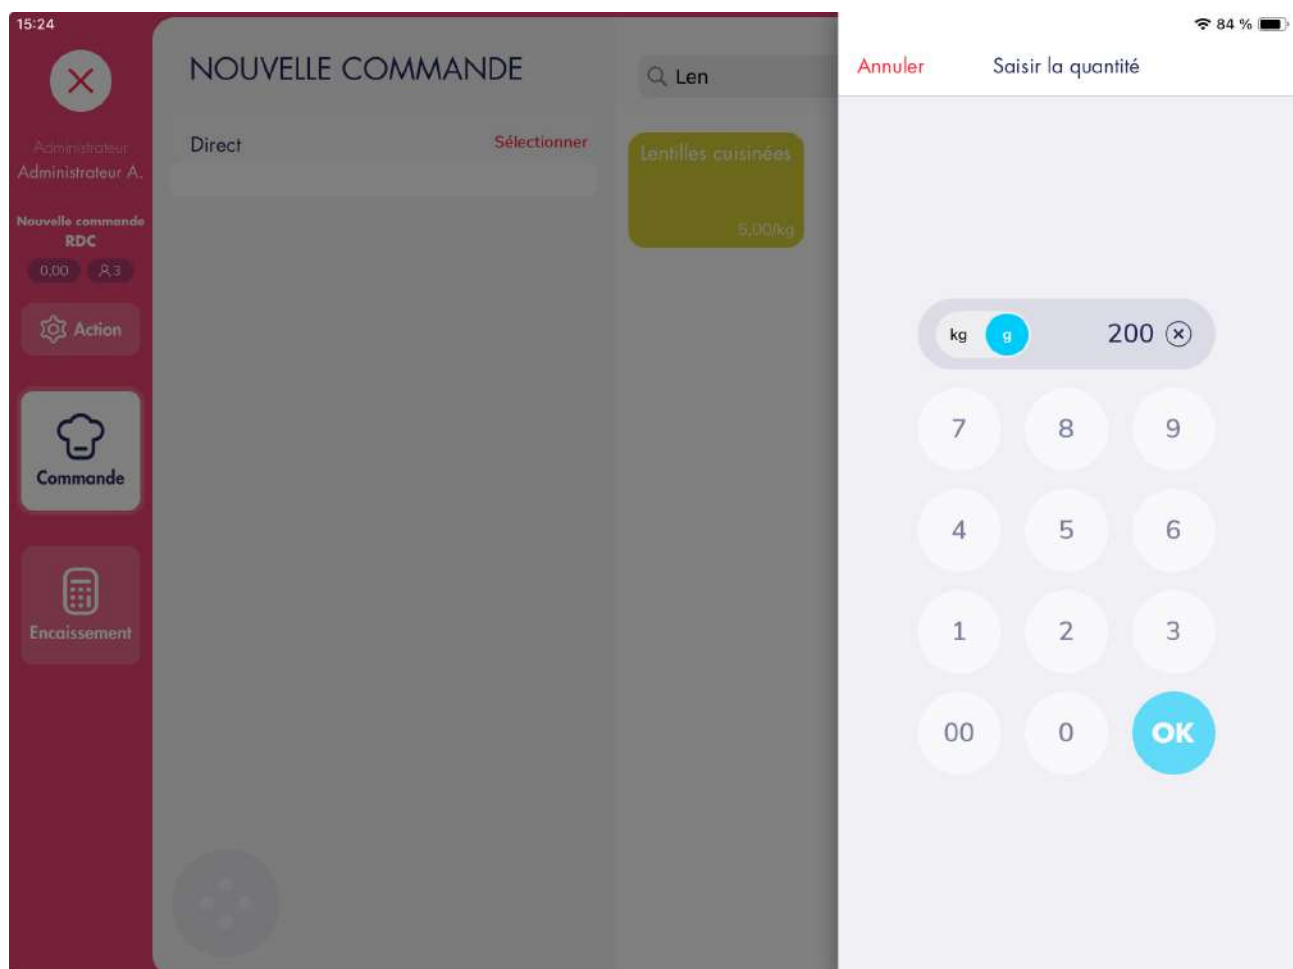 15:24
84 %
Administrateur
Administrateur A.
Nouvelle commande
RDC
0,00
3
Action
Commande
Encaissement
NOUVELLE COMMANDE
Direct
Sélectionner
Len
Lentilles cuisinées
5,00/kg
Annuler
Saisir la quantité
kg g 200
7 8 9
4 5 6
1 2 3
00 0 OK